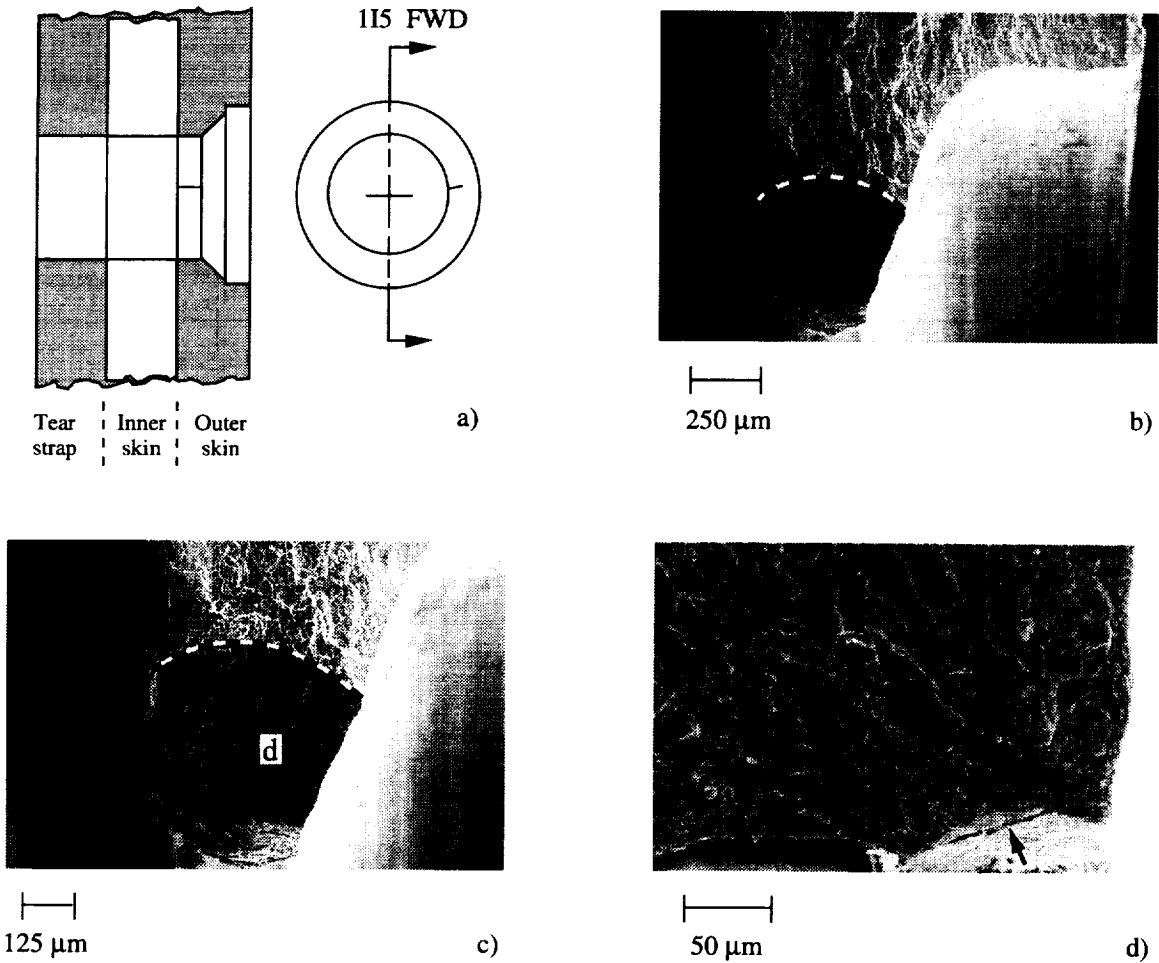 1I5 FWD
Tear strap
Inner skin
Outer skin
a)
250 µm
b)
d
125 µm
c)
50 µm
d)